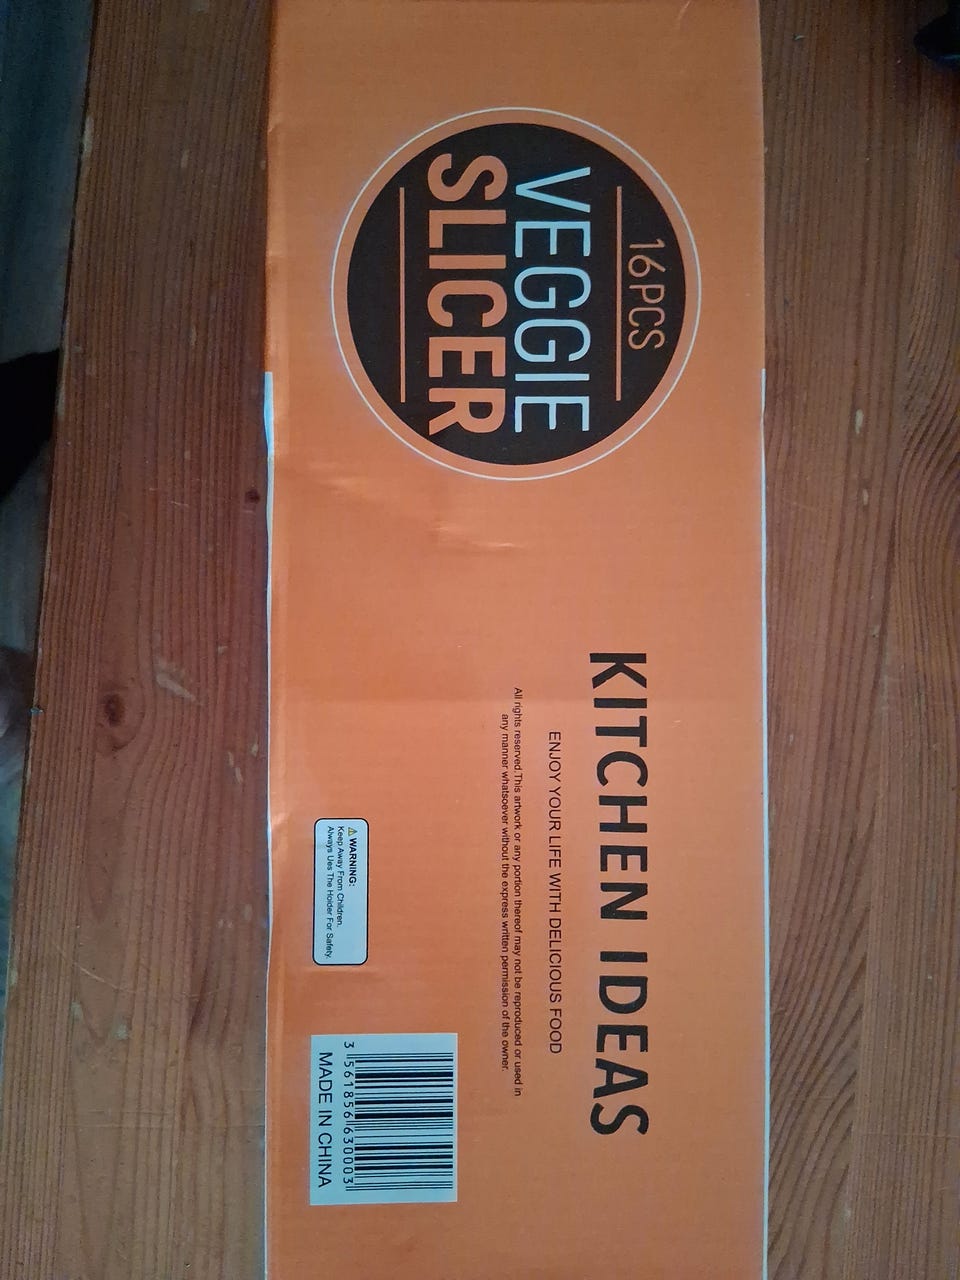 16PCS
VEGGIE
SLICER
KITCHEN IDEAS
ENJOY YOUR LIFE WITH DELICIOUS FOOD
All rights reserved.This artwork or any portion thereof may not be reproduced or used in
any manner whatsoever without the express written permission of the owner.
⚠ WARNING:
Keep Away From Children.
Always Ues The Holder For Safety.
3 561856 630003
MADE IN CHINA